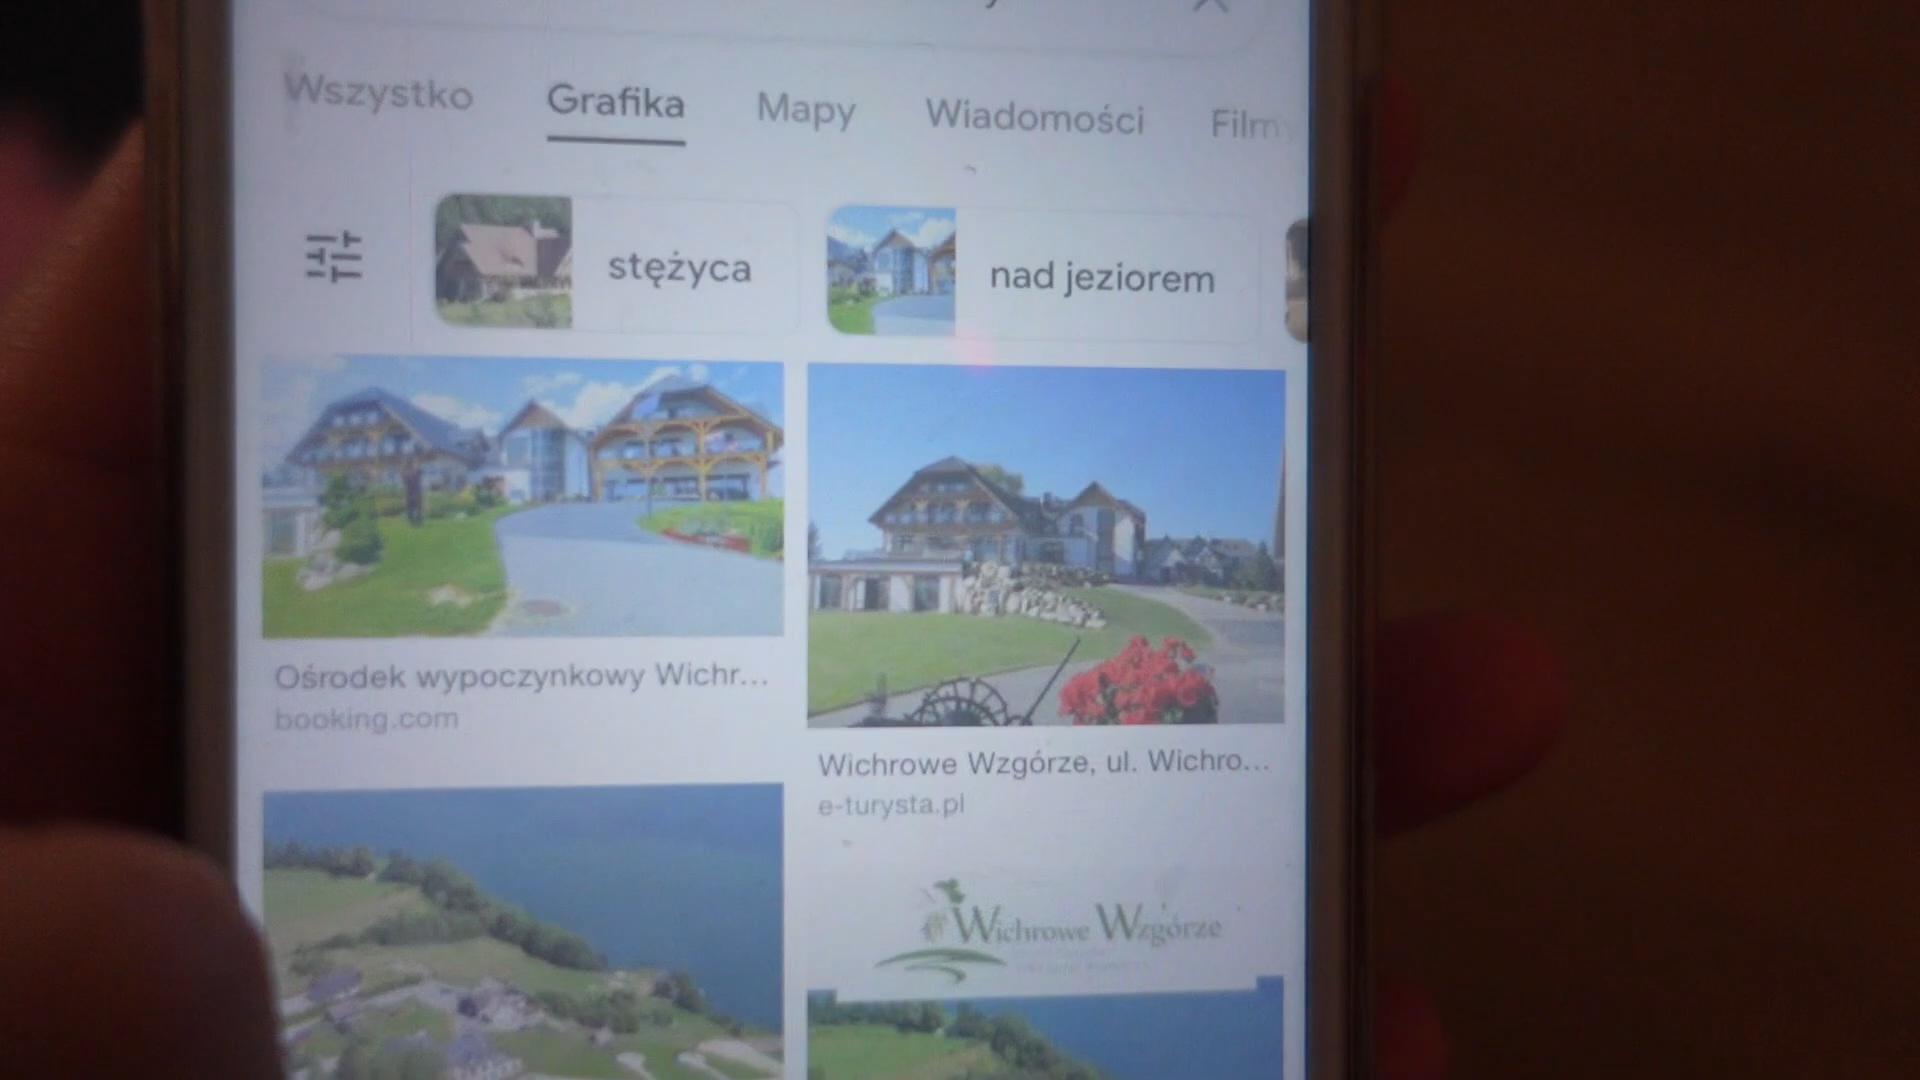 Wszystko Grafika Mapy Wiadomości Filmy
stężyca nad jeziorem
Ośrodek wypoczynkowy Wichr...
booking.com
Wichrowe Wzgórze, ul. Wichro...
e-turysta.pl
Wichrowe Wzgórze